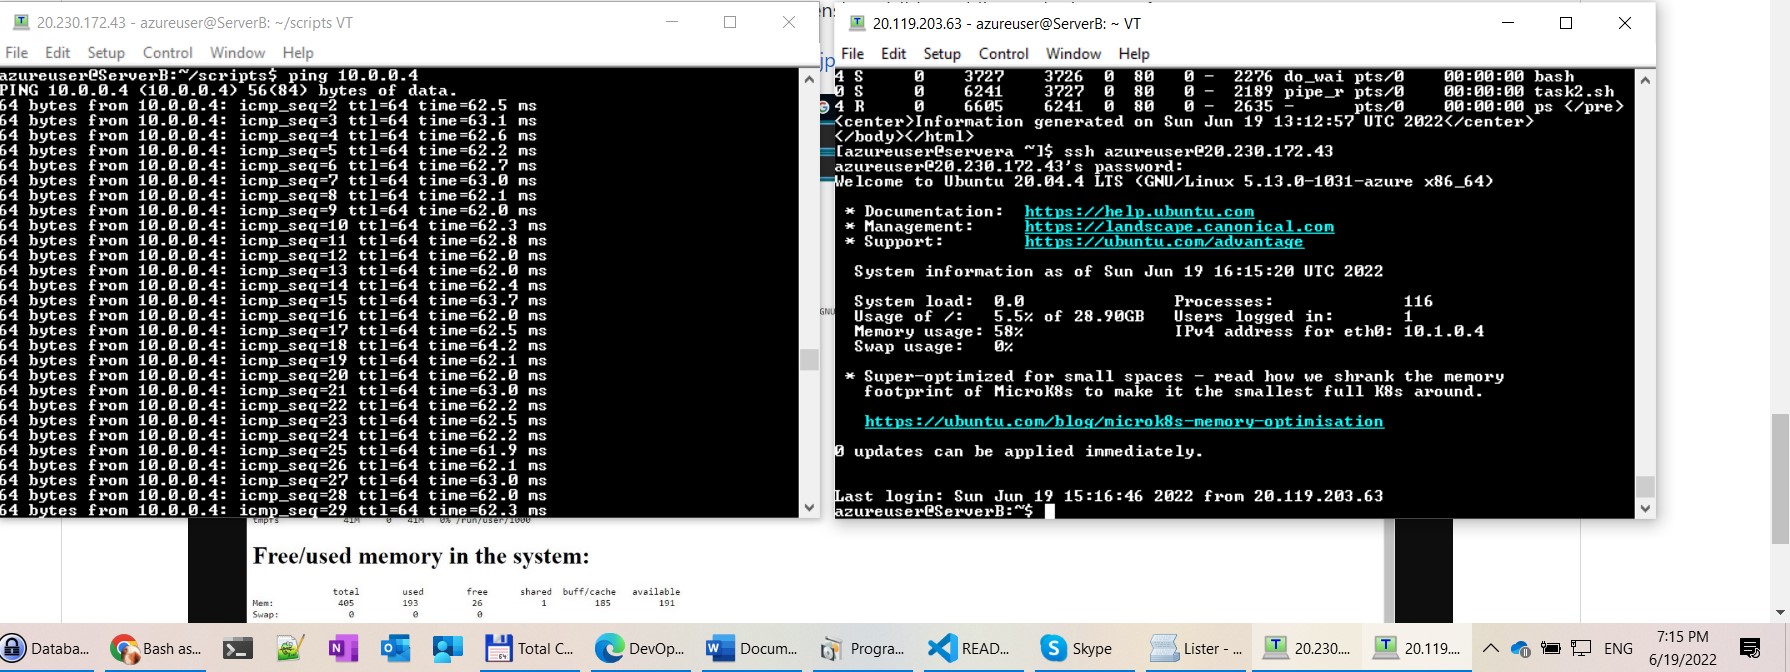 20.230.172.43 - azureuser@ServerB: ~/scripts VT
File Edit Setup Control Window Help
azureuser@ServerB:~/scripts$ ping 10.0.0.4
PING 10.0.0.4 (10.0.0.4) 56(84) bytes of data.
64 bytes from 10.0.0.4: icmp_seq=2 ttl=64 time=62.5 ms
64 bytes from 10.0.0.4: icmp_seq=3 ttl=64 time=63.1 ms
64 bytes from 10.0.0.4: icmp_seq=4 ttl=64 time=62.6 ms
64 bytes from 10.0.0.4: icmp_seq=5 ttl=64 time=62.2 ms
64 bytes from 10.0.0.4: icmp_seq=6 ttl=64 time=62.7 ms
64 bytes from 10.0.0.4: icmp_seq=7 ttl=64 time=63.0 ms
64 bytes from 10.0.0.4: icmp_seq=8 ttl=64 time=62.1 ms
64 bytes from 10.0.0.4: icmp_seq=9 ttl=64 time=62.0 ms
64 bytes from 10.0.0.4: icmp_seq=10 ttl=64 time=62.3 ms
64 bytes from 10.0.0.4: icmp_seq=11 ttl=64 time=62.8 ms
64 bytes from 10.0.0.4: icmp_seq=12 ttl=64 time=62.0 ms
64 bytes from 10.0.0.4: icmp_seq=13 ttl=64 time=62.0 ms
64 bytes from 10.0.0.4: icmp_seq=14 ttl=64 time=62.4 ms
64 bytes from 10.0.0.4: icmp_seq=15 ttl=64 time=63.7 ms
64 bytes from 10.0.0.4: icmp_seq=16 ttl=64 time=62.0 ms
64 bytes from 10.0.0.4: icmp_seq=17 ttl=64 time=62.5 ms
64 bytes from 10.0.0.4: icmp_seq=18 ttl=64 time=64.2 ms
64 bytes from 10.0.0.4: icmp_seq=19 ttl=64 time=62.1 ms
64 bytes from 10.0.0.4: icmp_seq=20 ttl=64 time=62.0 ms
64 bytes from 10.0.0.4: icmp_seq=21 ttl=64 time=63.0 ms
64 bytes from 10.0.0.4: icmp_seq=22 ttl=64 time=62.2 ms
64 bytes from 10.0.0.4: icmp_seq=23 ttl=64 time=62.5 ms
64 bytes from 10.0.0.4: icmp_seq=24 ttl=64 time=62.2 ms
64 bytes from 10.0.0.4: icmp_seq=25 ttl=64 time=61.9 ms
64 bytes from 10.0.0.4: icmp_seq=26 ttl=64 time=62.1 ms
64 bytes from 10.0.0.4: icmp_seq=27 ttl=64 time=63.0 ms
64 bytes from 10.0.0.4: icmp_seq=28 ttl=64 time=62.0 ms
64 bytes from 10.0.0.4: icmp_seq=29 ttl=64 time=62.3 ms
20.119.203.63 - azureuser@ServerB: ~ VT
File Edit Setup Control Window Help
4 S 0 3727 3726 0 80 0 - 2276 do_wai pts/0 00:00:00 bash
0 S 0 6241 3727 0 80 0 - 2189 pipe_r pts/0 00:00:00 task2.sh
4 R 0 6605 6241 0 80 0 - 2635 - pts/0 00:00:00 ps </pre>
<center>Information generated on Sun Jun 19 13:12:57 UTC 2022</center>
</body></html>
[azureuser@servera ~]$ ssh azureuser@20.230.172.43
azureuser@20.230.172.43's password:
Welcome to Ubuntu 20.04.4 LTS (GNU/Linux 5.13.0-1031-azure x86_64)
* Documentation: https://help.ubuntu.com
* Management: https://landscape.canonical.com
* Support: https://ubuntu.com/advantage
System information as of Sun Jun 19 16:15:20 UTC 2022
System load: 0.0 Processes: 116
Usage of /: 5.5% of 28.90GB Users logged in: 1
Memory usage: 58% IPv4 address for eth0: 10.1.0.4
Swap usage: 0%
* Super-optimized for small spaces - read how we shrank the memory
footprint of MicroK8s to make it the smallest full K8s around.
https://ubuntu.com/blog/microk8s-memory-optimisation
0 updates can be applied immediately.
Last login: Sun Jun 19 15:16:46 2022 from 20.119.203.63
azureuser@ServerB:~$
tmpfs 41M 0 41M 0% /run/user/1000
Free/used memory in the system:
total used free shared buff/cache available
Mem: 405 193 26 1 185 191
Swap: 0 0 0
Databa... Bash as... Total C... DevOp... Docum... Progra... READ... Skype Lister - ... 20.230.... 20.119.... ENG 7:15 PM
6/19/2022